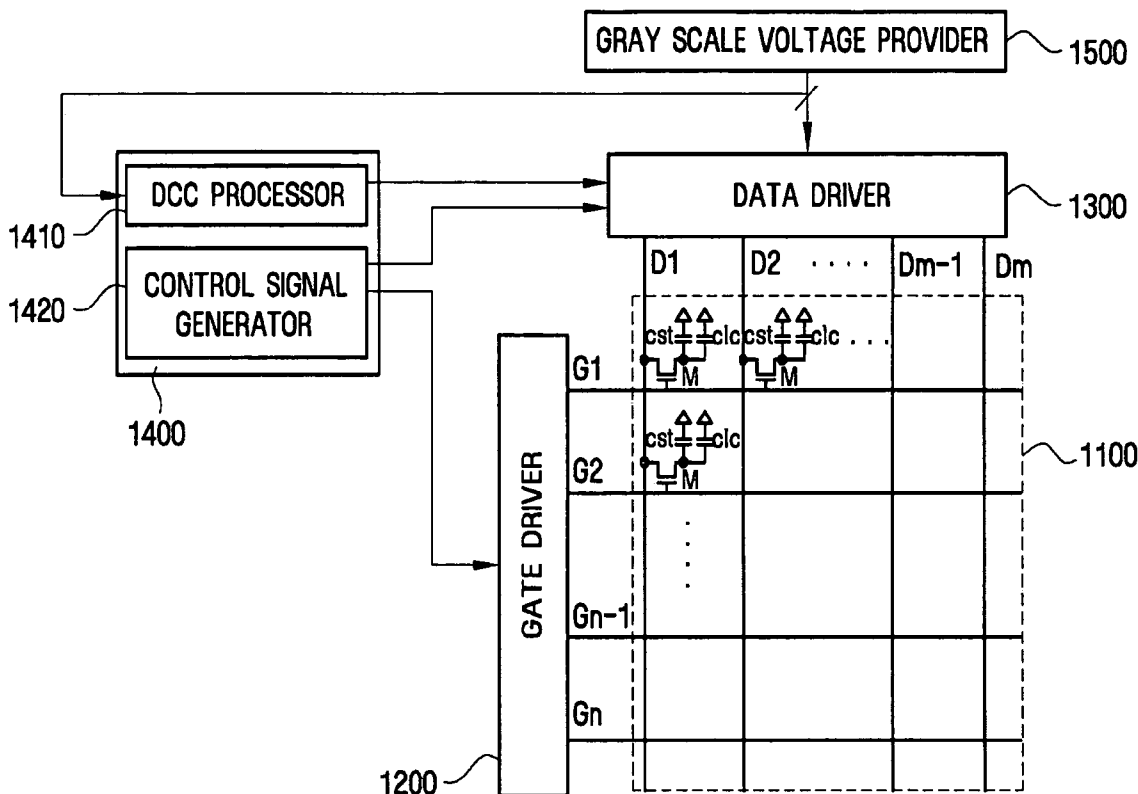 GRAY SCALE VOLTAGE PROVIDER
1500
DCC PROCESSOR
1410
DATA DRIVER
1300
CONTROL SIGNAL
GENERATOR
1420
1400
D1 D2 · · · · Dm-1 Dm
cst clc cst clc · · ·
G1 M M
cst clc
G2 M
1100
GATE DRIVER
Gn-1
Gn
1200